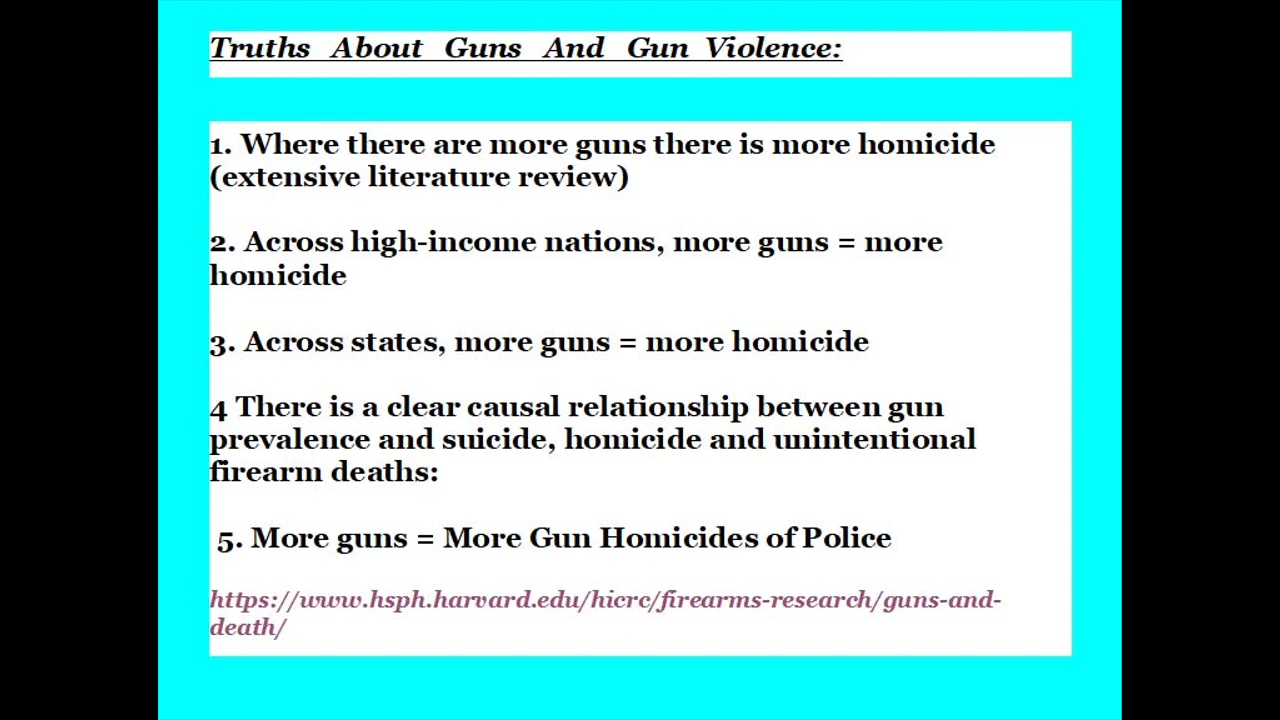 Truths About Guns And Gun Violence:
1. Where there are more guns there is more homicide
(extensive literature review)
2. Across high-income nations, more guns = more
homicide
3. Across states, more guns = more homicide
4 There is a clear causal relationship between gun
prevalence and suicide, homicide and unintentional
firearm deaths:
5. More guns = More Gun Homicides of Police
https://www.hsph.harvard.edu/hicrc/firearms-research/guns-and-
death/